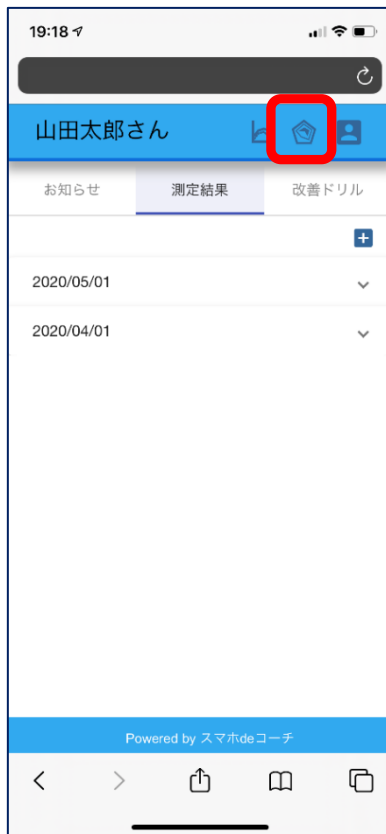 19:18
山田太郎さん
お知らせ 測定結果 改善ドリル
2020/05/01
2020/04/01
Powered by スマホdeコーチ